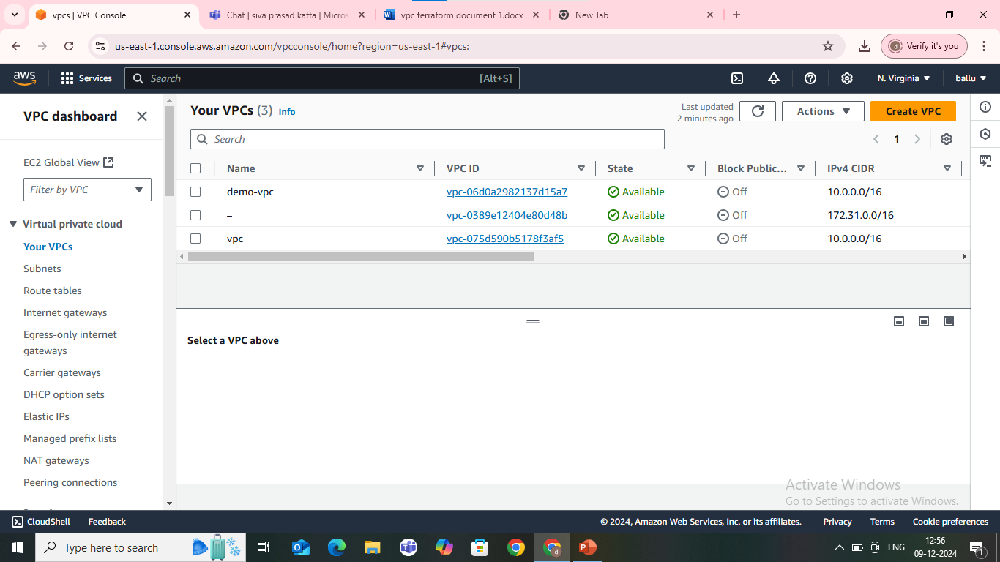 vpcs | VPC Console
Chat | siva prasad katta | Micros
vpc terraform document 1.docx
New Tab
us-east-1.console.aws.amazon.com/vpcconsole/home?region=us-east-1#vpcs:
d
Verify it's you
aws
Services
Search
[Alt+S]
N. Virginia
ballu
VPC dashboard
EC2 Global View
Filter by VPC
Virtual private cloud
Your VPCs
Subnets
Route tables
Internet gateways
Egress-only internet
gateways
Carrier gateways
DHCP option sets
Elastic IPs
Managed prefix lists
NAT gateways
Peering connections
Your VPCs (3) Info
Last updated
2 minutes ago
Actions
Create VPC
Search
1
Name VPC ID State Block Public... IPv4 CIDR
demo-vpc vpc-06d0a2982137d15a7 Available Off 10.0.0.0/16
– vpc-0389e12404e80d48b Available Off 172.31.0.0/16
vpc vpc-075d590b5178f3af5 Available Off 10.0.0.0/16
Select a VPC above
Activate Windows
Go to Settings to activate Windows.
CloudShell Feedback © 2024, Amazon Web Services, Inc. or its affiliates. Privacy Terms Cookie preferences
Type here to search
ENG
12:56
09-12-2024
1